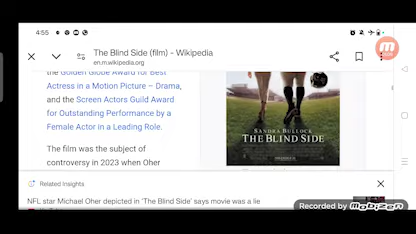 4:55
The Blind Side (film) - Wikipedia
en.m.wikipedia.org
the Golden Globe Award for Best
Actress in a Motion Picture – Drama,
and the Screen Actors Guild Award
for Outstanding Performance by a
Female Actor in a Leading Role.
SANDRA BULLOCK
THE BLIND SIDE
The film was the subject of
controversy in 2023 when Oher
Related Insights
NFL star Michael Oher depicted in 'The Blind Side' says movie was a lie
Recorded by Mobizen